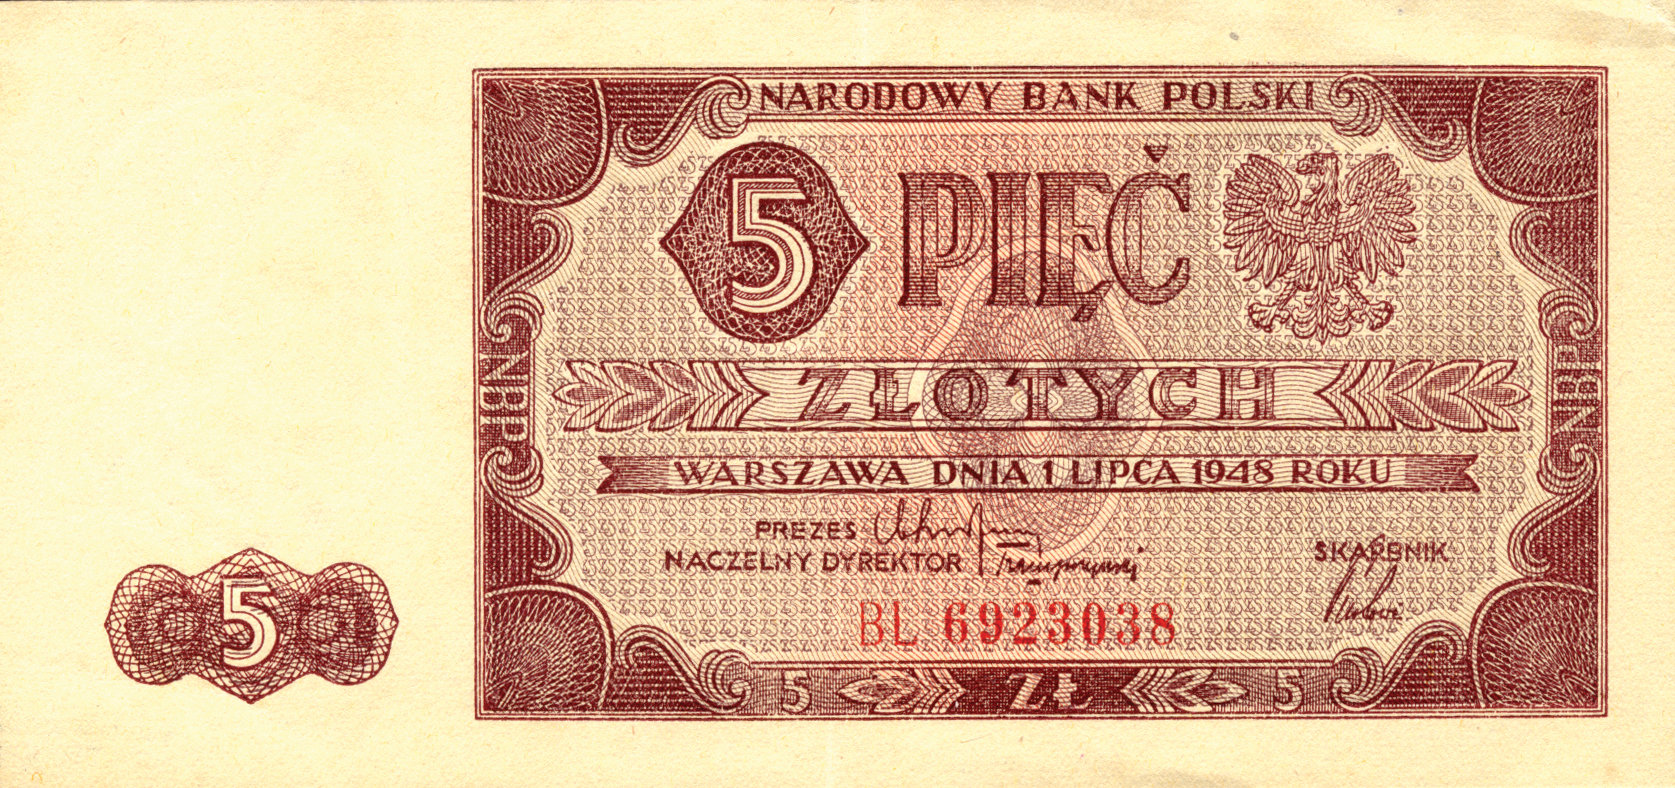 NARODOWY BANK POLSKI
5 PIĘĆ
ZŁOTYCH
NBP
NBP
WARSZAWA DNIA 1 LIPCA 1948 ROKU
PREZES
NACZELNY DYREKTOR
SKARBNIK
BL 6923038
5
5 ZŁ 5